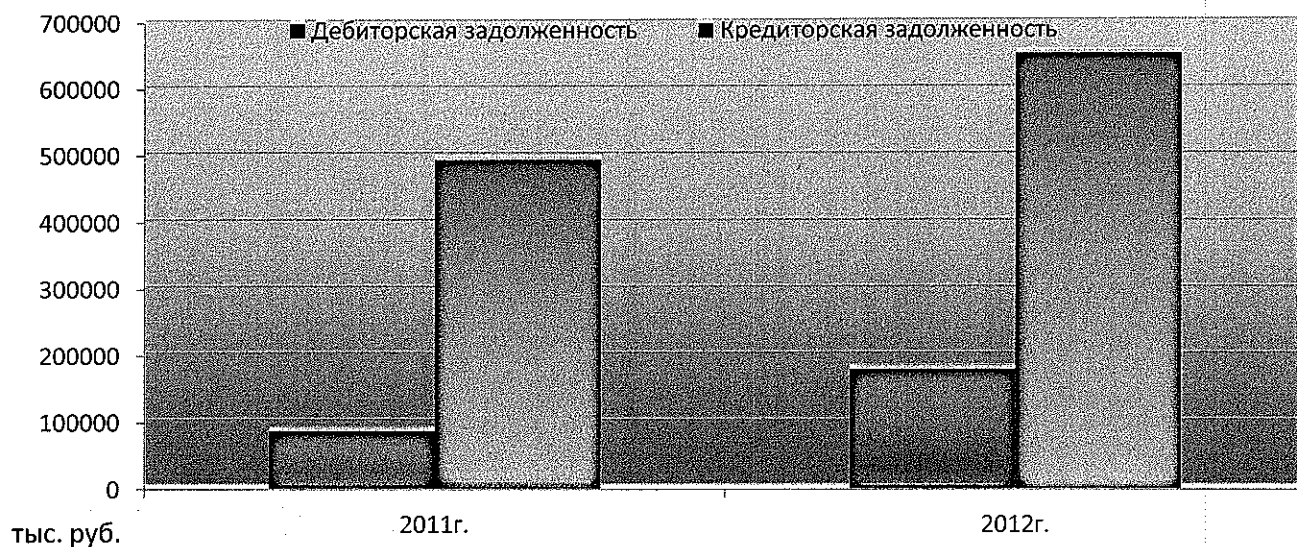 700000
■ Дебиторская задолженность ■ Кредиторская задолженность
600000
500000
400000
300000
200000
100000
0
тыс. руб.
2011г. 2012г.